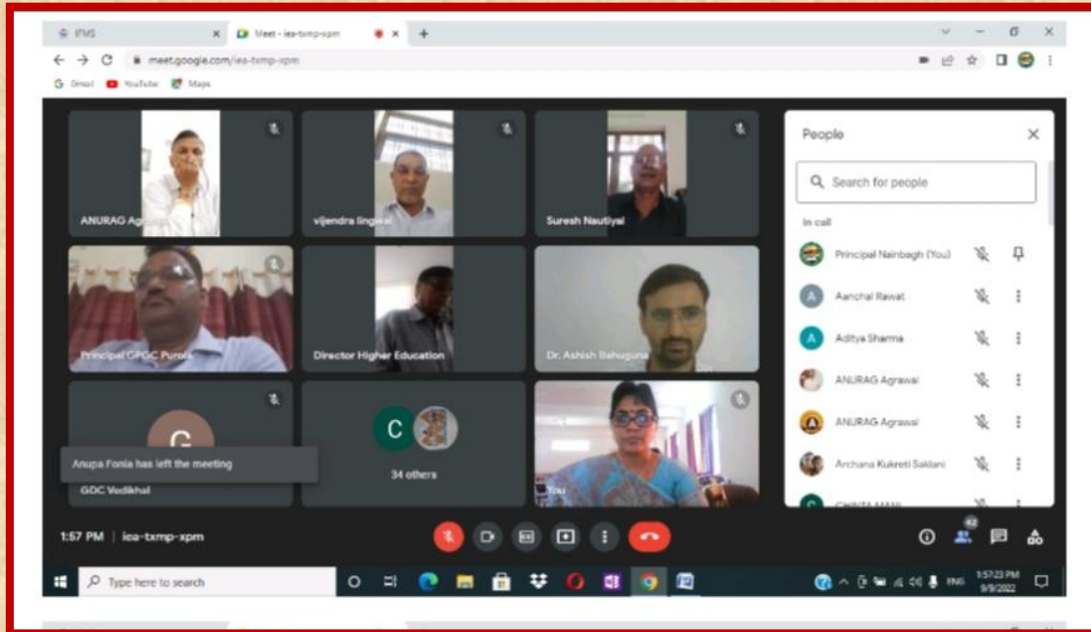 IFMS
Meet - iea-txmp-xpm
meet.google.com/iea-txmp-xpm
Gmail YouTube Maps
ANURAG Ag
vijendra lingwal
Suresh Nautiyal
Principal GPGC Purola
Director Higher Education
Dr. Ashish Bahuguna
G
Anupa Fonia has left the meeting
GDC Vedikhal
C
34 others
You
People
Search for people
In call
Principal Nainbagh (You)
A Aanchal Rawat
A Aditya Sharma
ANURAG Agrawal
A ANURAG Agrawal
Archana Kukreti Saklani
C CHINTA MANI
1:57 PM | iea-txmp-xpm
42
Type here to search
ENG
1:57:23 PM
9/9/2022